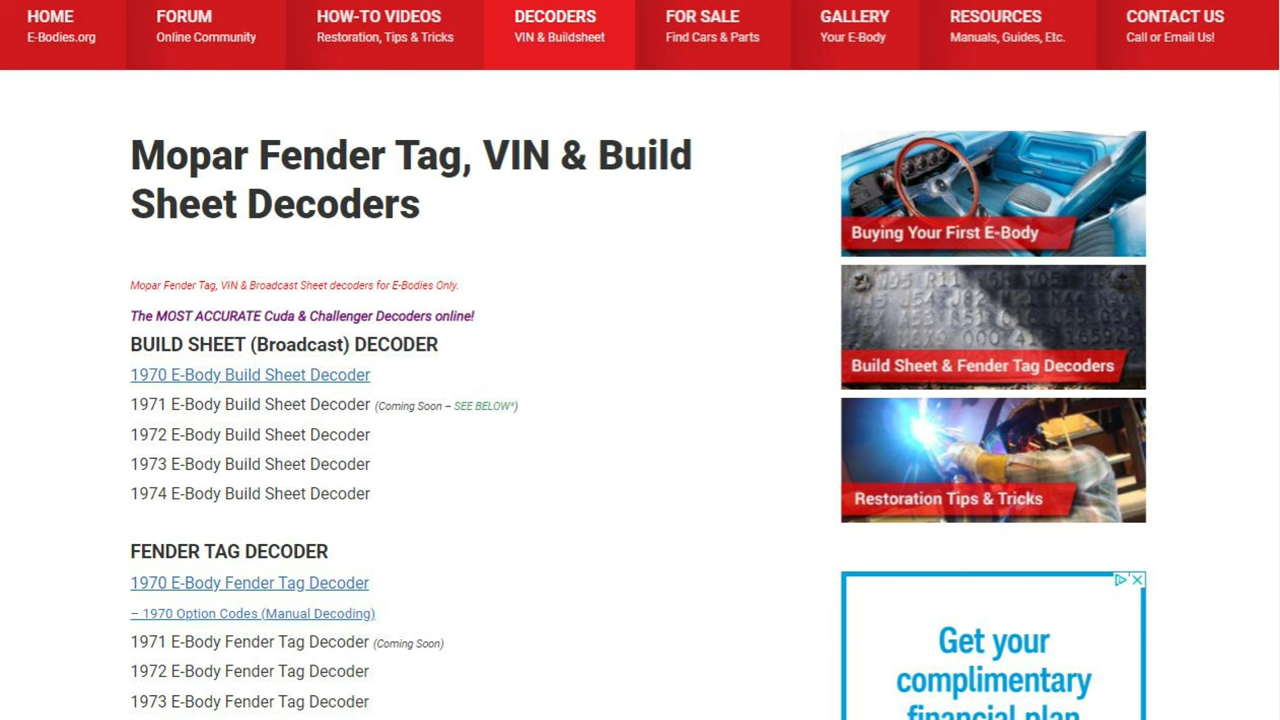 HOME
E-Bodies.org
FORUM
Online Community
HOW-TO VIDEOS
Restoration, Tips & Tricks
DECODERS
VIN & Buildsheet
FOR SALE
Find Cars & Parts
GALLERY
Your E-Body
RESOURCES
Manuals, Guides, Etc.
CONTACT US
Call or Email Us!
Mopar Fender Tag, VIN & Build
Sheet Decoders
Mopar Fender Tag, VIN & Broadcast Sheet decoders for E-Bodies Only.
The MOST ACCURATE Cuda & Challenger Decoders online!
BUILD SHEET (Broadcast) DECODER
1970 E-Body Build Sheet Decoder
1971 E-Body Build Sheet Decoder (Coming Soon – SEE BELOW*)
1972 E-Body Build Sheet Decoder
1973 E-Body Build Sheet Decoder
1974 E-Body Build Sheet Decoder
FENDER TAG DECODER
1970 E-Body Fender Tag Decoder
– 1970 Option Codes (Manual Decoding)
1971 E-Body Fender Tag Decoder (Coming Soon)
1972 E-Body Fender Tag Decoder
1973 E-Body Fender Tag Decoder
Buying Your First E-Body
Build Sheet & Fender Tag Decoders
Restoration Tips & Tricks
Get your
complimentary
financial plan